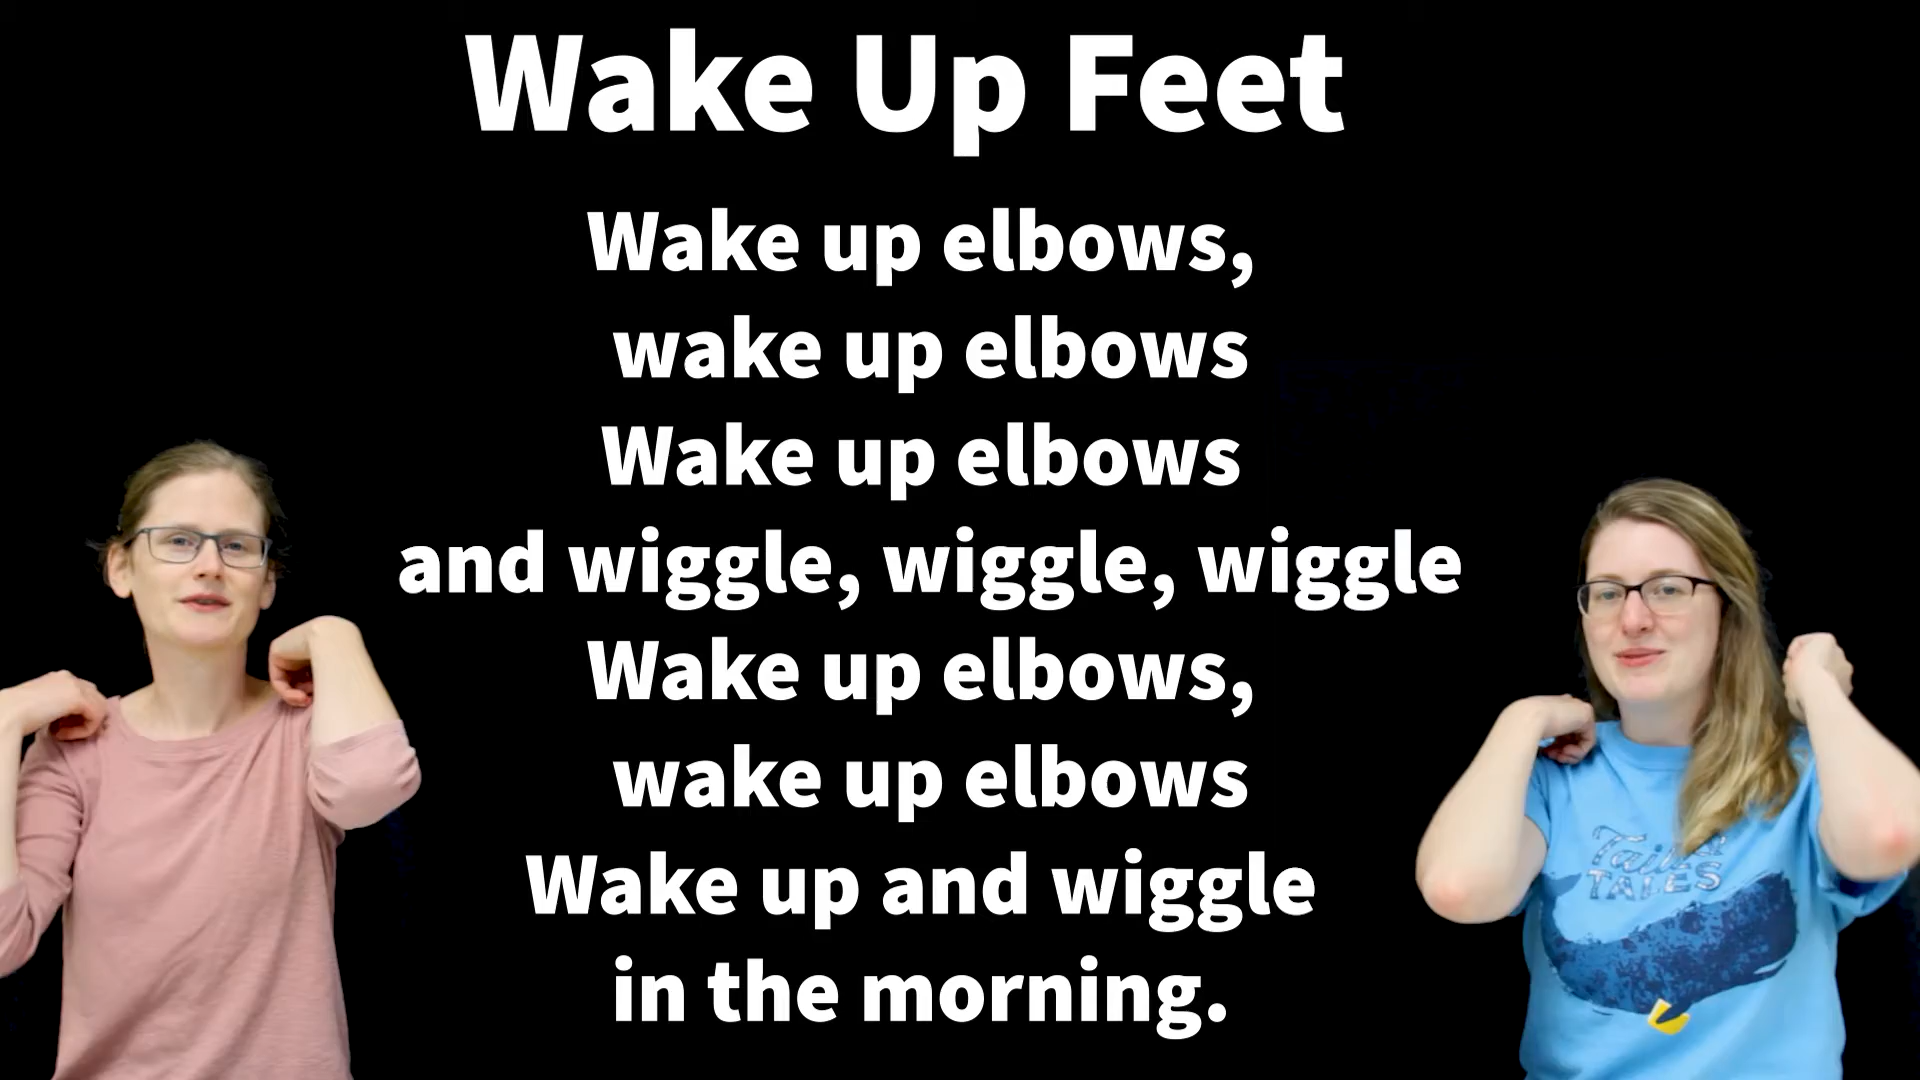 Wake Up Feet
Wake up elbows,
wake up elbows
Wake up elbows
and wiggle, wiggle, wiggle
Wake up elbows,
wake up elbows
Wake up and wiggle
in the morning.
TALES